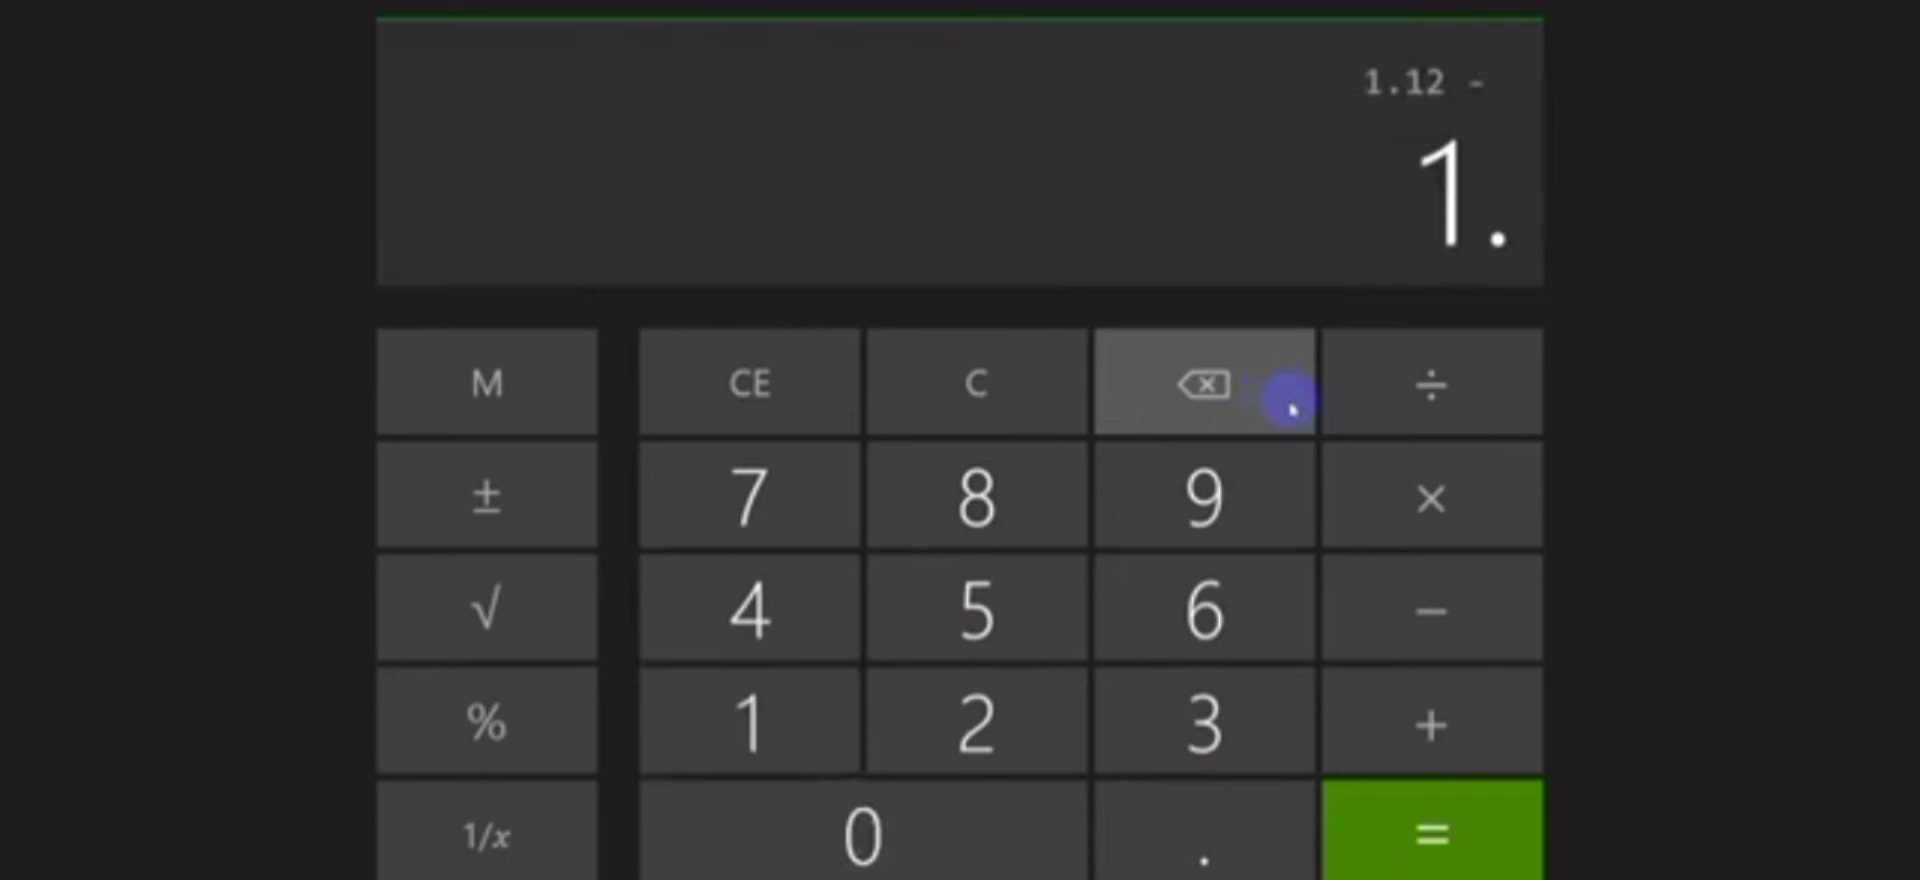 1.12 -
1.
M CE C ÷
± 7 8 9 ×
√ 4 5 6 −
% 1 2 3 +
1/x 0 . =